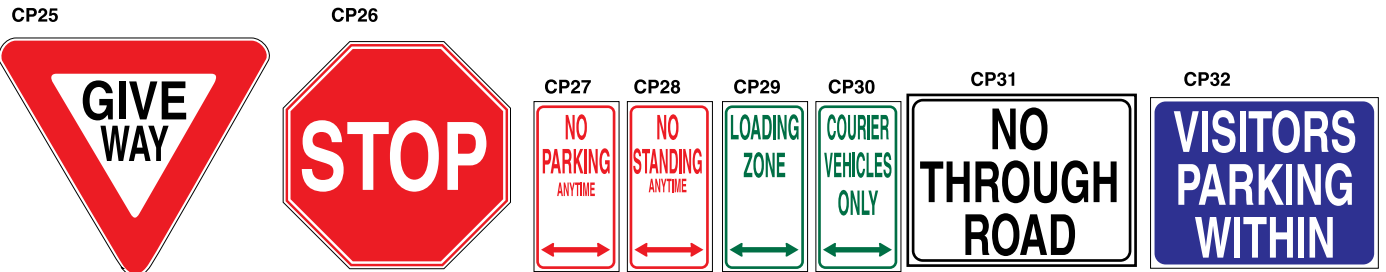 CP25
GIVE
WAY
CP26
STOP
CP27
NO
PARKING
ANYTIME
CP28
NO
STANDING
ANYTIME
CP29
LOADING
ZONE
CP30
COURIER
VEHICLES
ONLY
CP31
NO
THROUGH
ROAD
CP32
VISITORS
PARKING
WITHIN